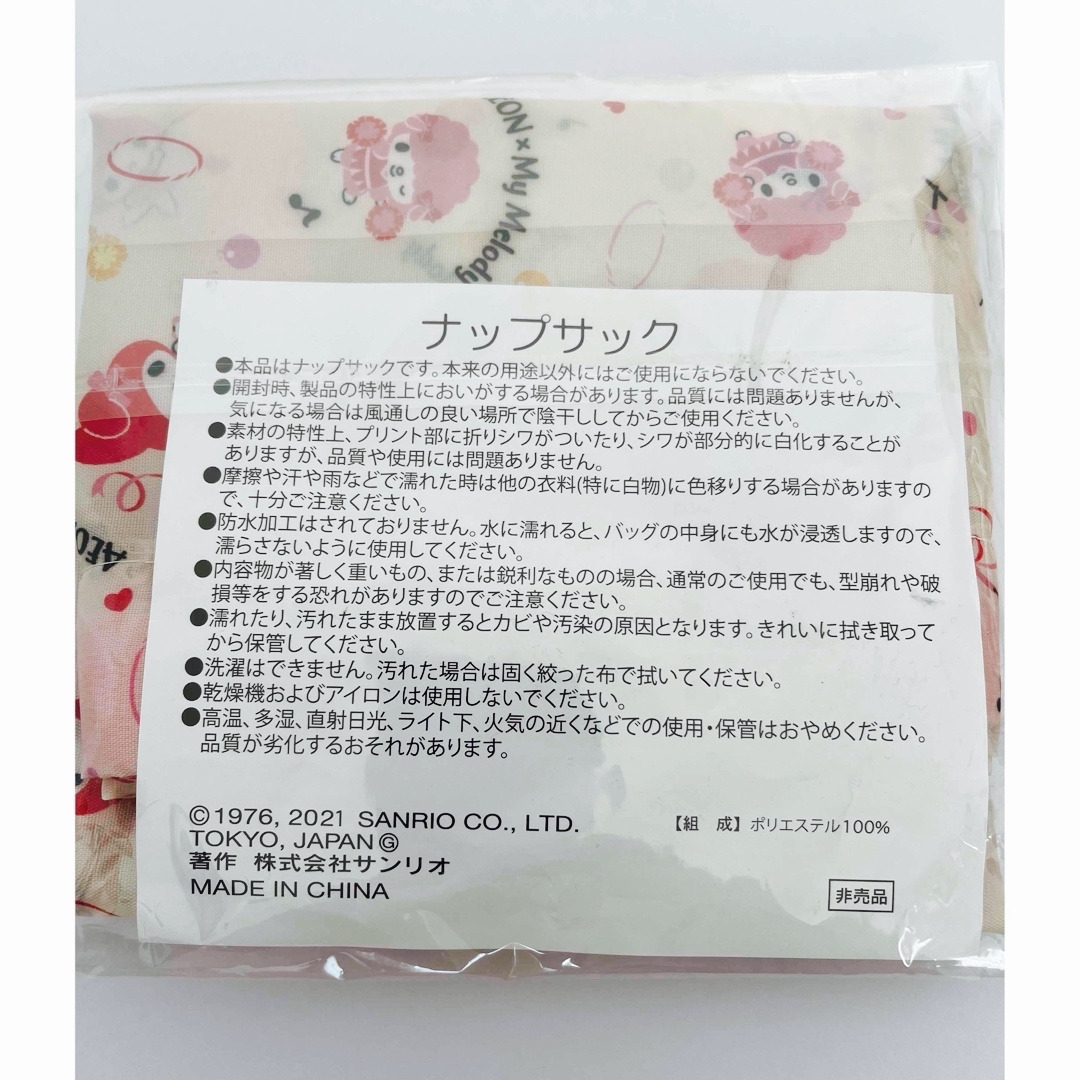 EON × My Melody
AEO
ナップサック
●本品はナップサックです。本来の用途以外にはご使用にならないでください。
●開封時、製品の特性上においがする場合があります。品質には問題ありませんが、
気になる場合は風通しの良い場所で陰干ししてからご使用ください。
●素材の特性上、プリント部に折りシワがついたり、シワが部分的に白化することが
ありますが、品質や使用には問題ありません。
●摩擦や汗や雨などで濡れた時は他の衣料(特に白物)に色移りする場合がありますの
で、十分ご注意ください。
●防水加工はされておりません。水に濡れると、バッグの中身にも水が浸透しますので、
濡らさないように使用してください。
●内容物が著しく重いもの、または鋭利なものの場合、通常のご使用でも、型崩れや破
損等をする恐れがありますのでご注意ください。
●濡れたり、汚れたまま放置するとカビや汚染の原因となります。きれいに拭き取って
から保管してください。
●洗濯はできません。汚れた場合は固く絞った布で拭いてください。
●乾燥機およびアイロンは使用しないでください。
●高温、多湿、直射日光、ライト下、火気の近くなどでの使用・保管はおやめください。
品質が劣化するおそれがあります。
©1976, 2021 SANRIO CO., LTD.
TOKYO, JAPAN Ⓖ
著作 株式会社サンリオ
MADE IN CHINA
【組 成】ポリエステル100%
非売品